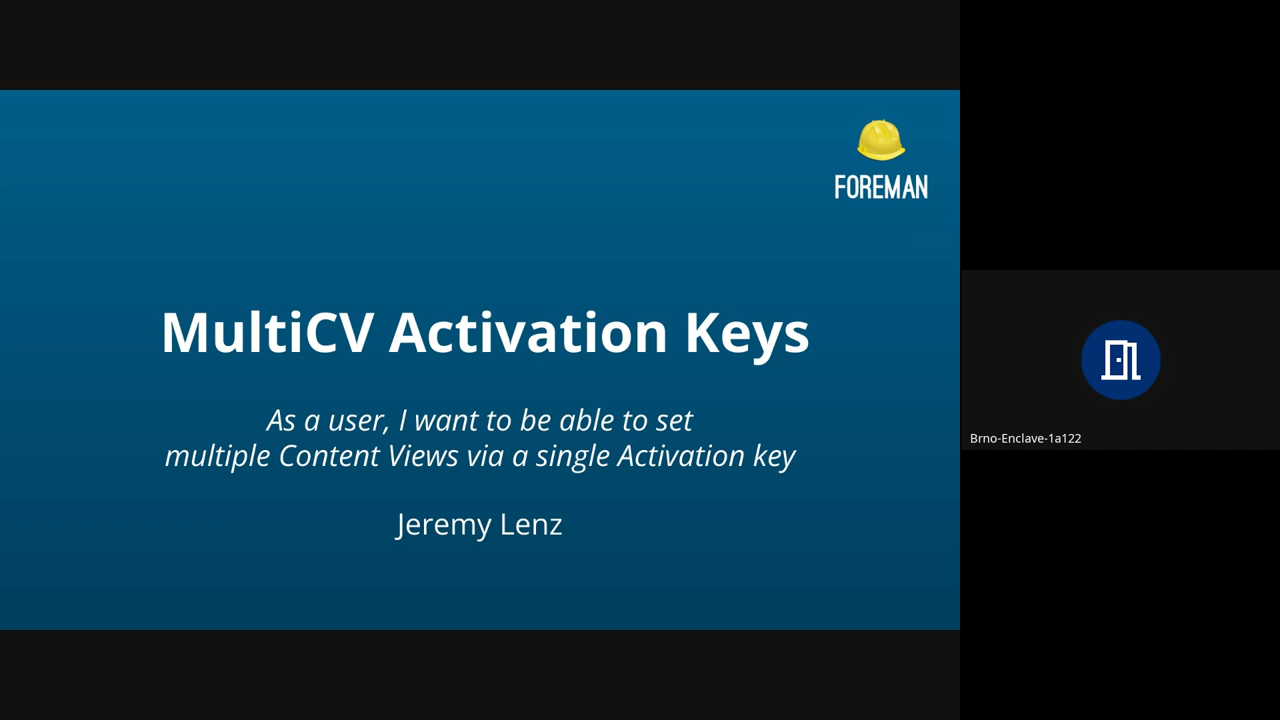 FOREMAN
MultiCV Activation Keys
As a user, I want to be able to set
multiple Content Views via a single Activation key
Jeremy Lenz
Brno-Enclave-1a122